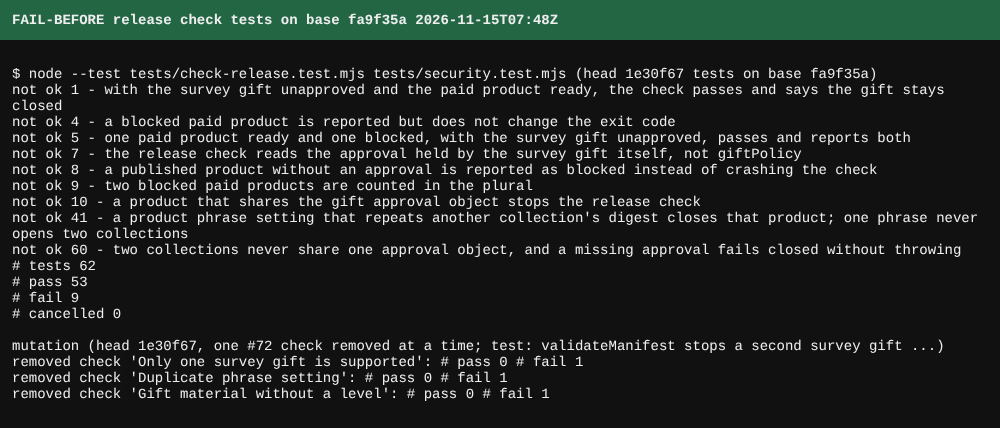 FAIL-BEFORE release check tests on base fa9f35a 2026-11-15T07:48Z
$ node --test tests/check-release.test.mjs tests/security.test.mjs (head 1e30f67 tests on base fa9f35a)
not ok 1 - with the survey gift unapproved and the paid product ready, the check passes and says the gift stays
closed
not ok 4 - a blocked paid product is reported but does not change the exit code
not ok 5 - one paid product ready and one blocked, with the survey gift unapproved, passes and reports both
not ok 7 - the release check reads the approval held by the survey gift itself, not giftPolicy
not ok 8 - a published product without an approval is reported as blocked instead of crashing the check
not ok 9 - two blocked paid products are counted in the plural
not ok 10 - a product that shares the gift approval object stops the release check
not ok 41 - a product phrase setting that repeats another collection's digest closes that product; one phrase never
opens two collections
not ok 60 - two collections never share one approval object, and a missing approval fails closed without throwing
# tests 62
# pass 53
# fail 9
# cancelled 0
mutation (head 1e30f67, one #72 check removed at a time; test: validateManifest stops a second survey gift ...)
removed check 'Only one survey gift is supported': # pass 0 # fail 1
removed check 'Duplicate phrase setting': # pass 0 # fail 1
removed check 'Gift material without a level': # pass 0 # fail 1